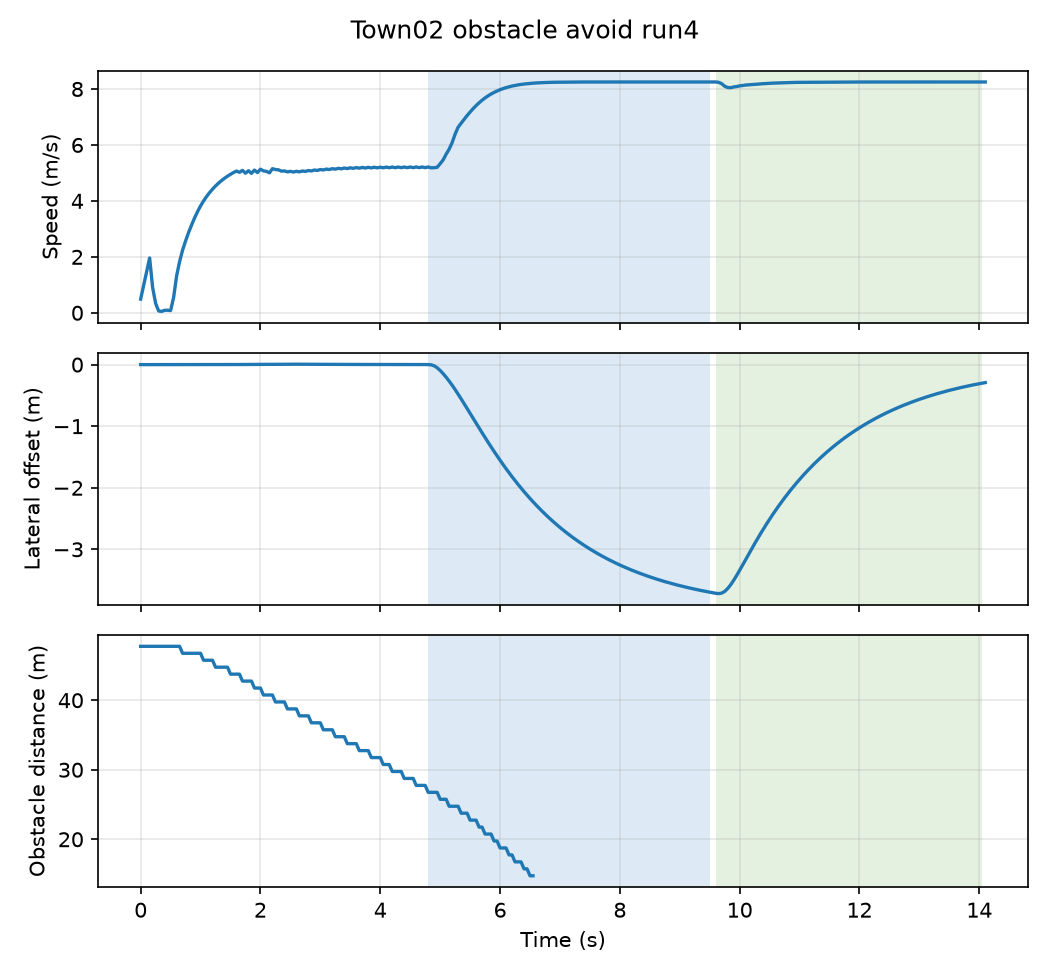 Town02 obstacle avoid run4
8
6
4
2
0
Speed (m/s)
0
−1
−2
−3
Lateral offset (m)
40
30
20
Obstacle distance (m)
0 2 4 6 8 10 12 14
Time (s)